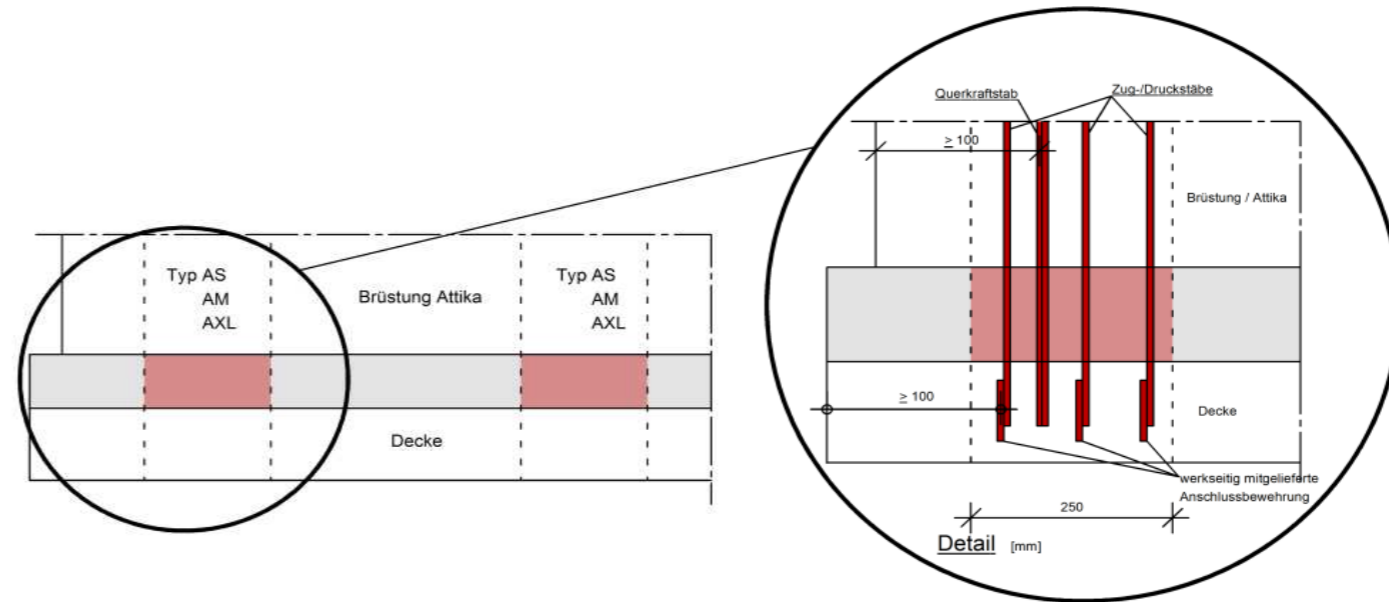 Typ AS
AM
AXL
Brüstung Attika
Typ AS
AM
AXL
Decke
Querkraftstab
Zug-/Druckstäbe
≥ 100
Brüstung / Attika
≥ 100
Decke
werkseitig mitgelieferte
Anschlussbewehrung
250
Detail [mm]